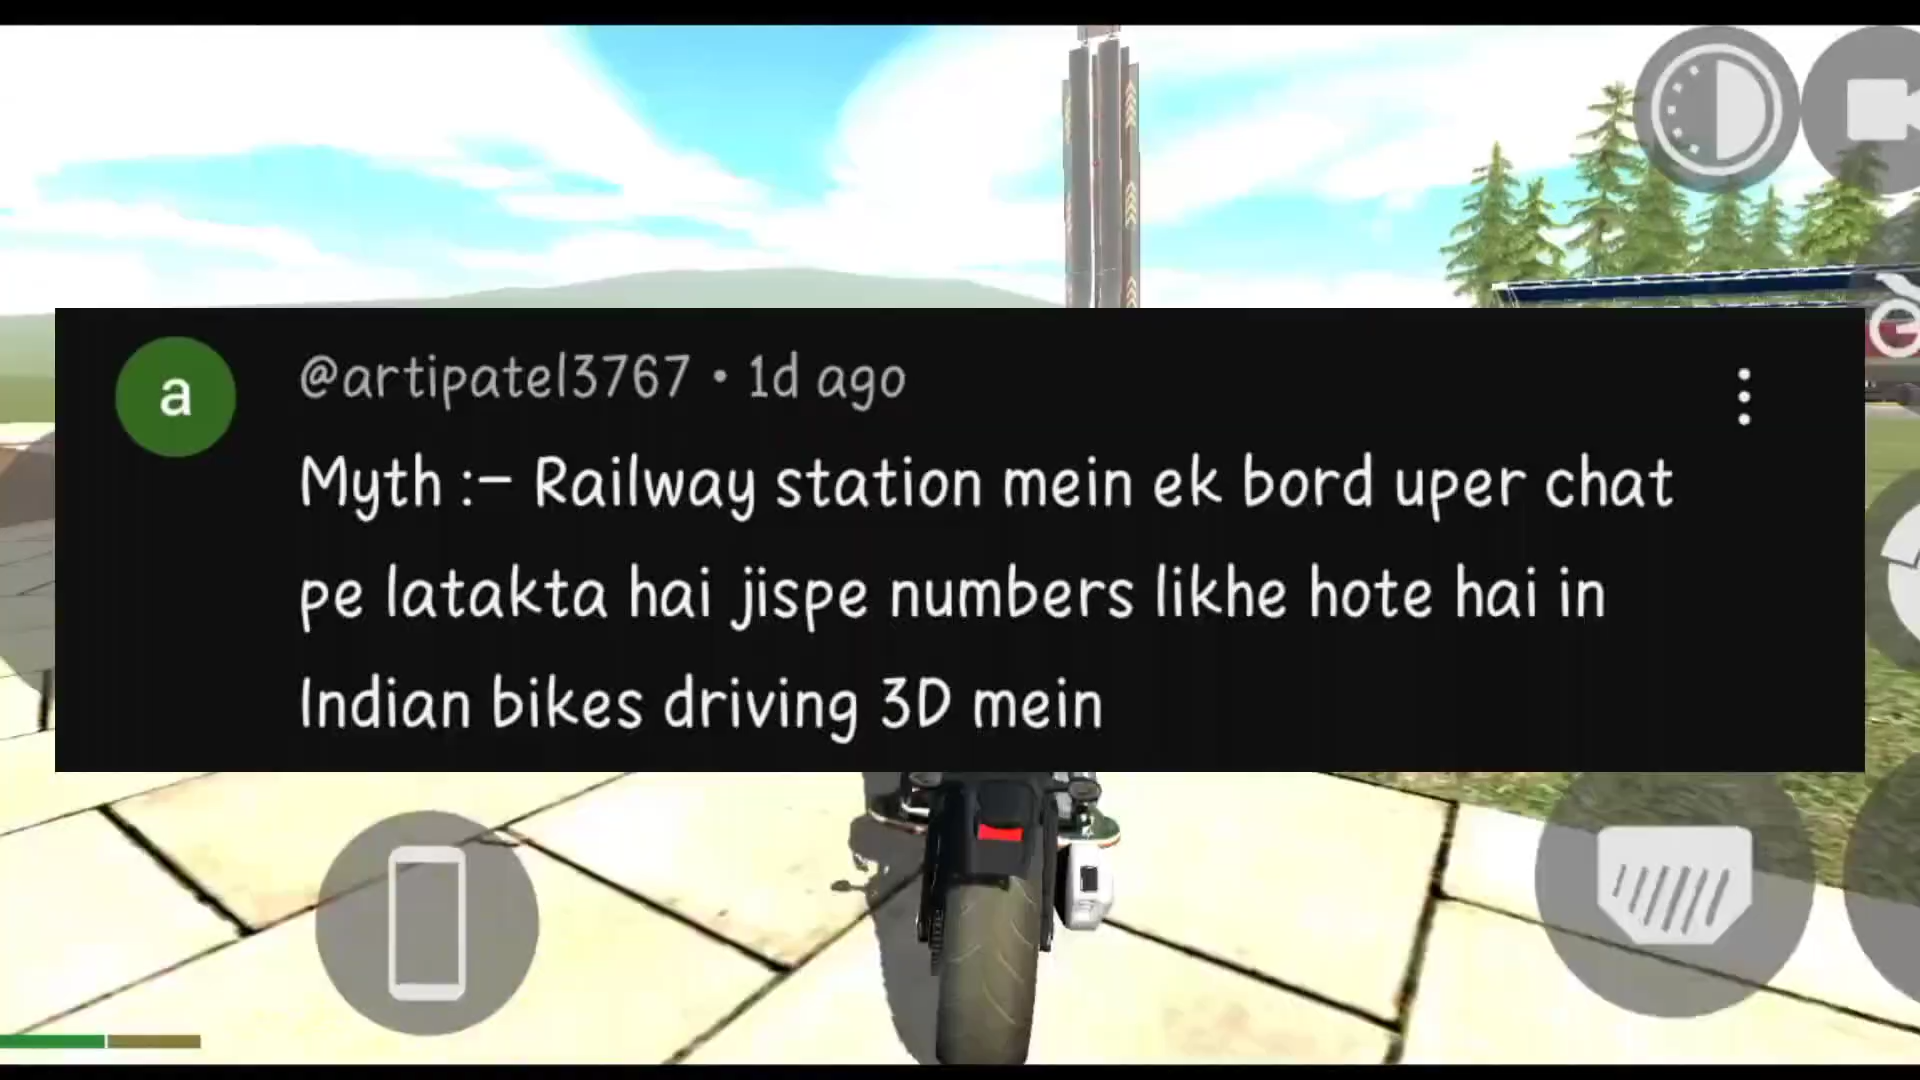 a
@artipatel3767 • 1d ago
Myth :- Railway station mein ek bord uper chat
pe latakta hai jispe numbers likhe hote hai in
Indian bikes driving 3D mein